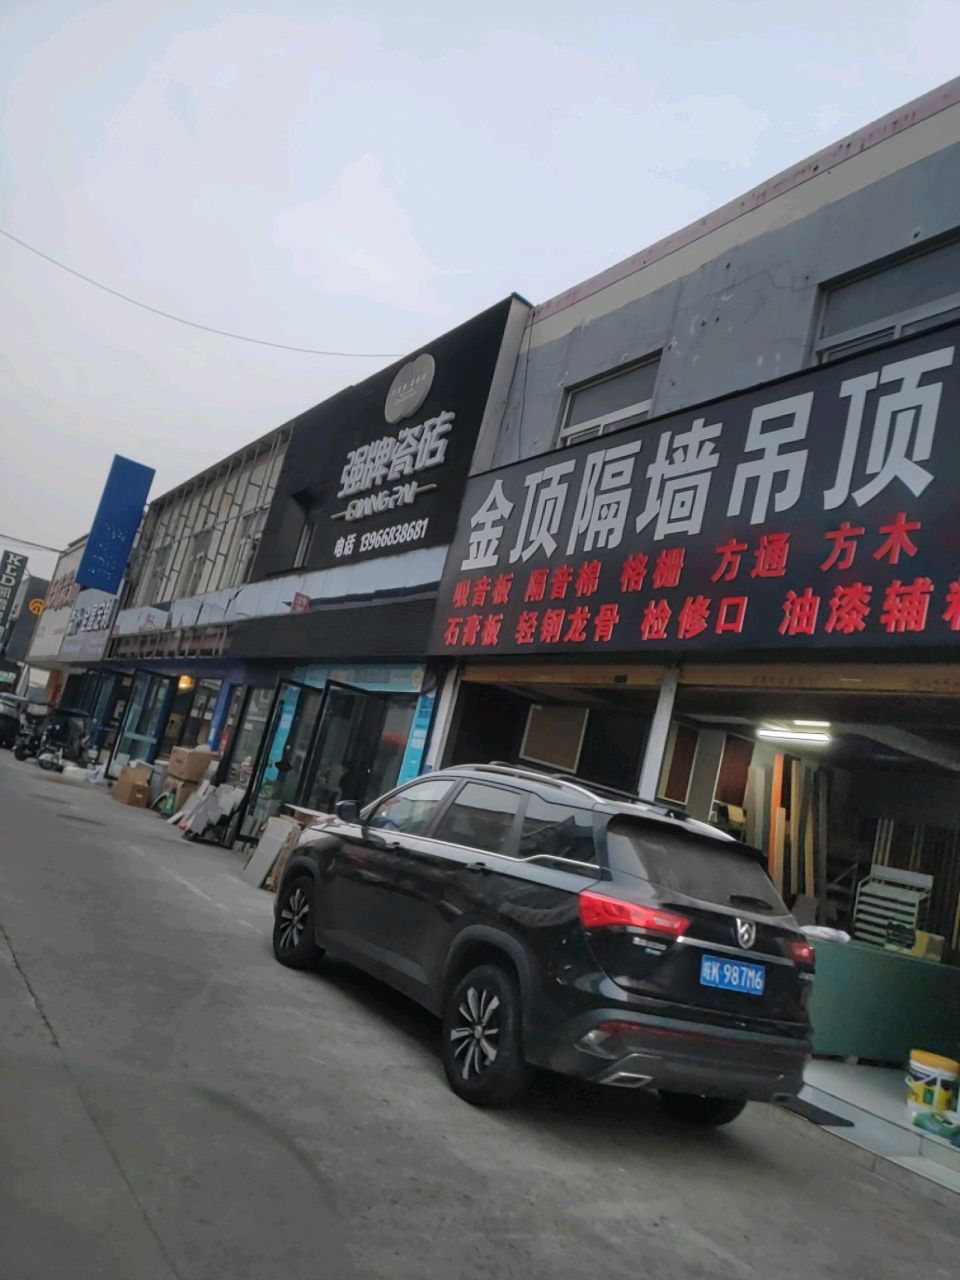 强牌瓷砖
QIANGPAI
电话 13966838681
金顶隔墙吊顶
吸音板 隔音棉 格栅 方通 方木
石膏板 轻钢龙骨 检修口 油漆辅料
皖K 987M6